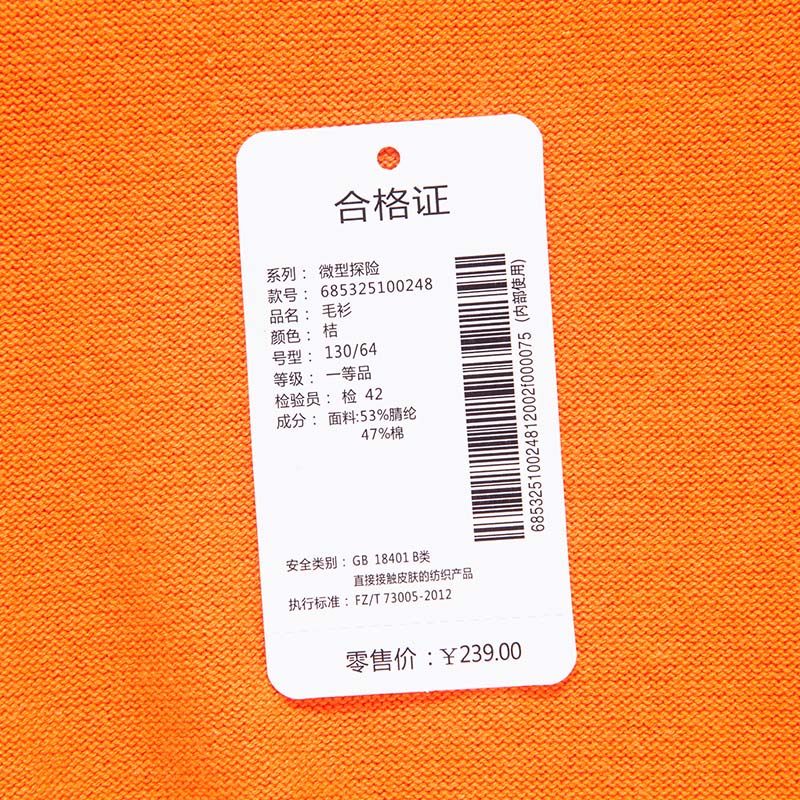 合格证
系列： 微型探险
款号： 685325100248
品名： 毛衫
颜色： 桔
号型： 130/64
等级： 一等品
检验员： 检 42
成分： 面料:53%腈纶
47%棉
68532510024812002f000075 (内部使用)
安全类别： GB 18401 B类
直接接触皮肤的纺织产品
执行标准： FZ/T 73005-2012
零售价：￥239.00